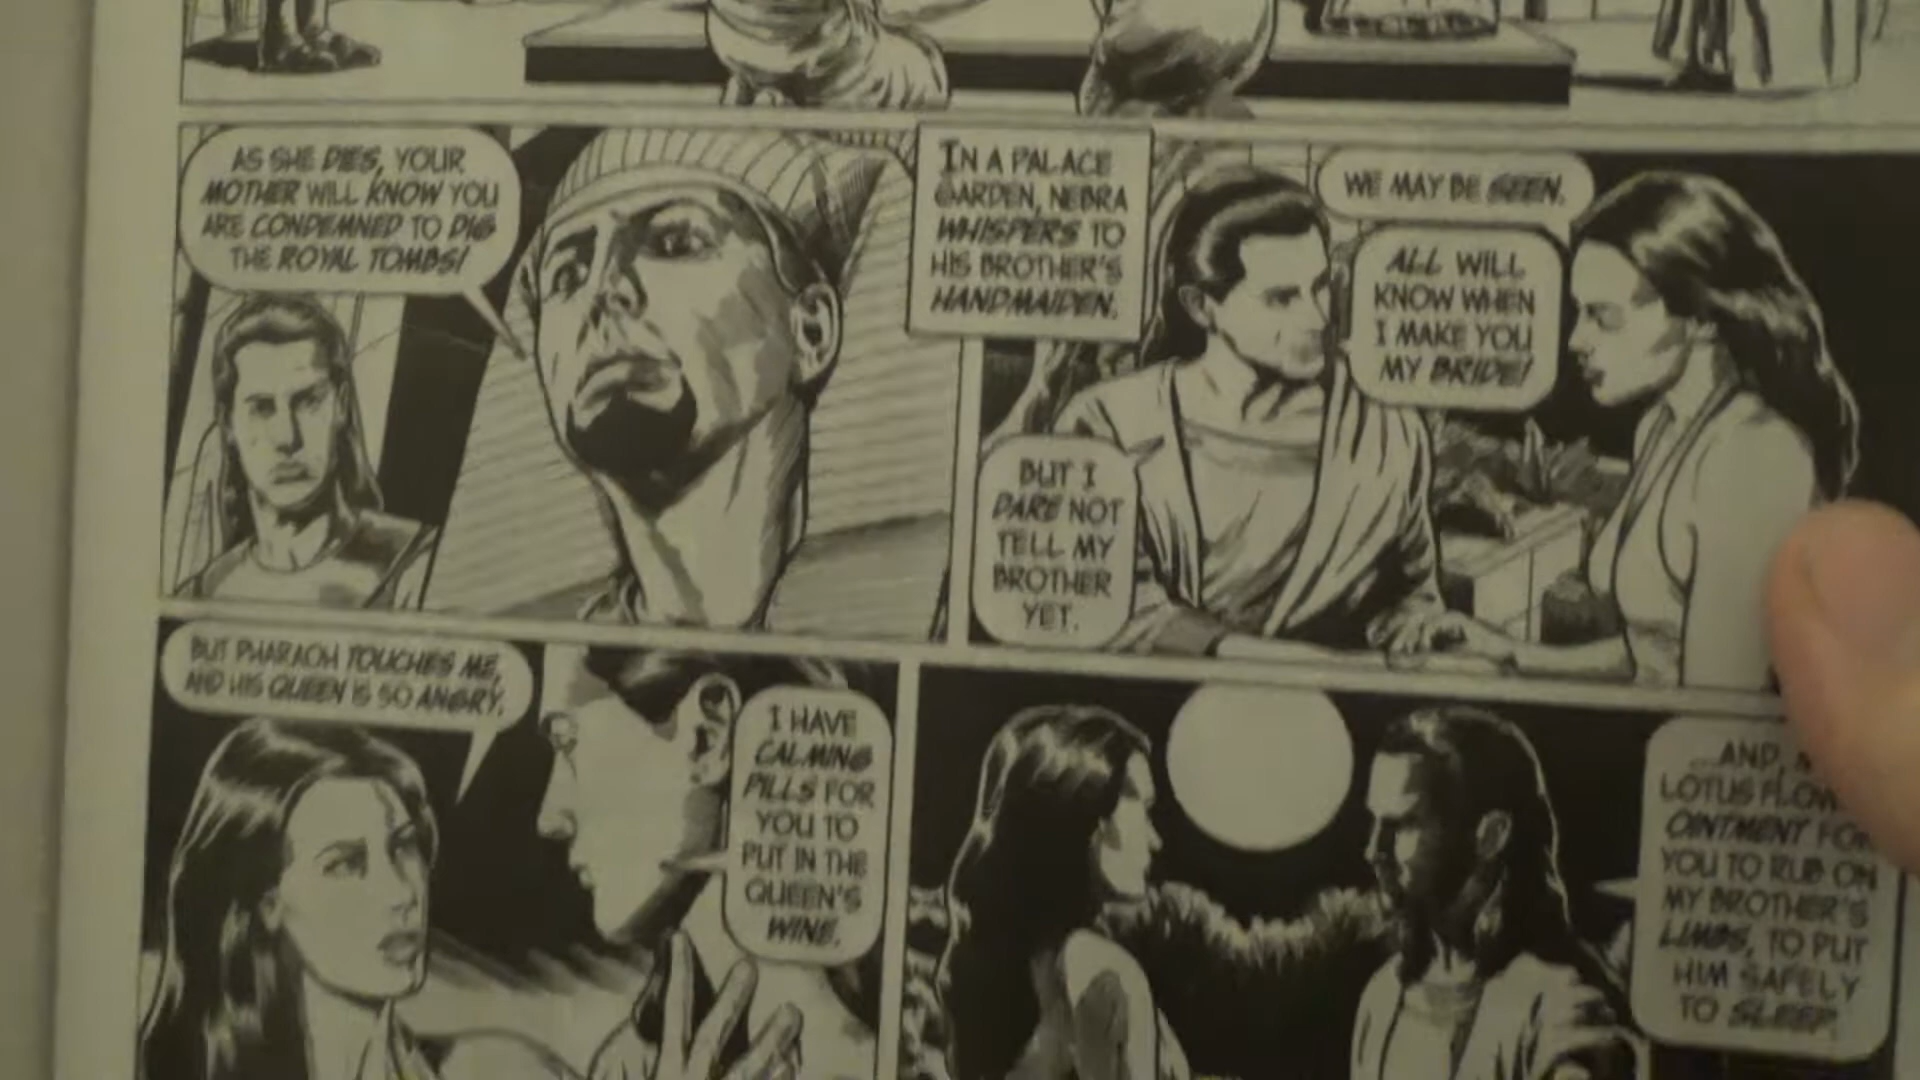 AS SHE DIES, YOUR
MOTHER WILL KNOW YOU
ARE CONDEMNED TO DIG
THE ROYAL TOMBS!
IN A PALACE
GARDEN, NEBRA
WHISPERS TO
HIS BROTHER'S
HANDMAIDEN.
WE MAY BE SEEN.
ALL WILL
KNOW WHEN
I MAKE YOU
MY BRIDE!
BUT I
DARE NOT
TELL MY
BROTHER
YET.
BUT PHARAOH TOUCHES ME,
AND HIS QUEEN IS SO ANGRY.
I HAVE
CALMING
PILLS FOR
YOU TO
PUT IN THE
QUEEN'S
WINE.
...AND,
LOTUS
OINTMENT FOR
YOU TO RUB ON
MY BROTHER'S
LIMBS, TO PUT
HIM SAFELY
TO SLEEP.